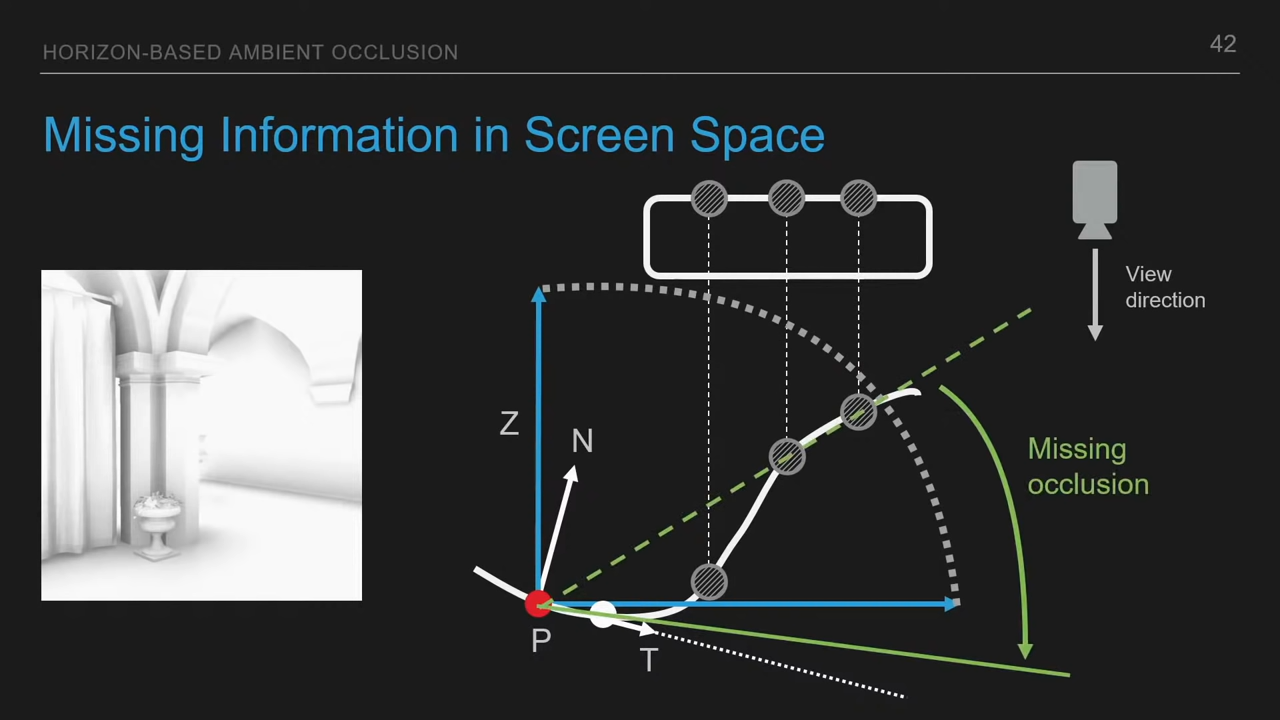 HORIZON-BASED AMBIENT OCCLUSION
42
Missing Information in Screen Space
View
direction
Z
N
Missing
occlusion
P
T